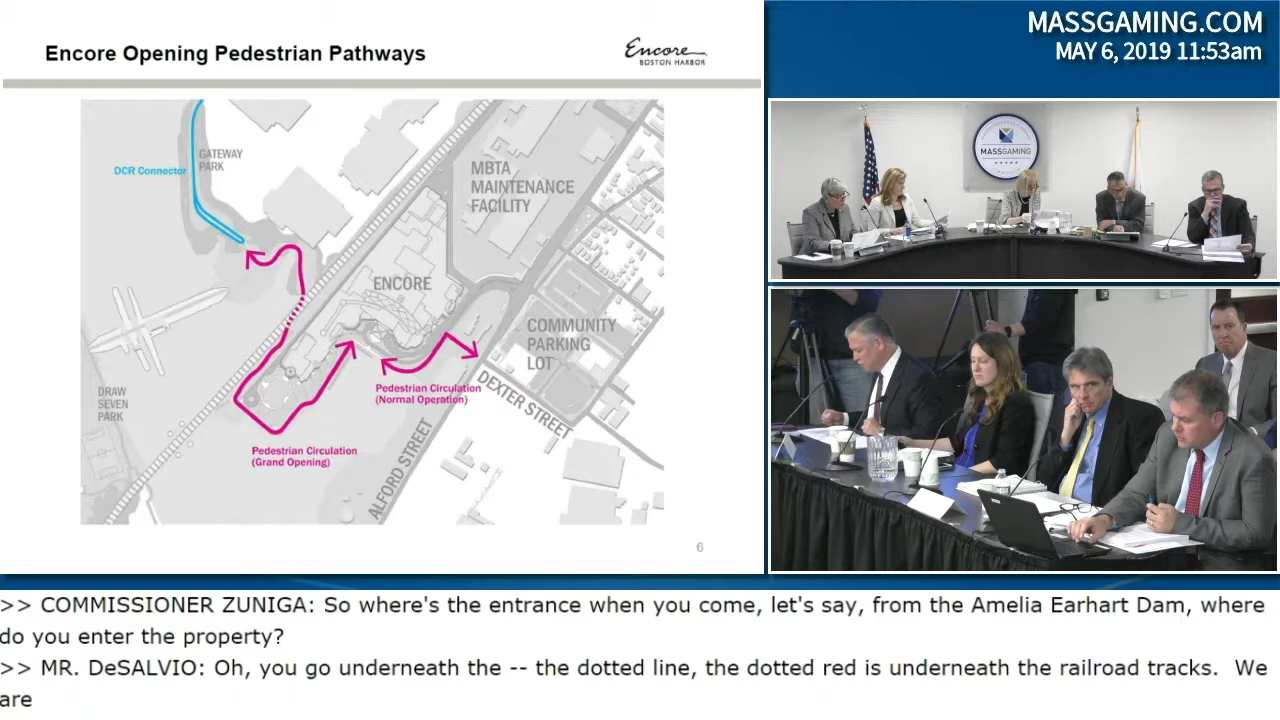 Encore Opening Pedestrian Pathways
Encore
BOSTON HARBOR
MASSGAMING.COM
MAY 6, 2019 11:53am
DCR Connector
GATEWAY
PARK
MBTA
MAINTENANCE
FACILITY
ENCORE
COMMUNITY
PARKING
LOT
Pedestrian Circulation
(Normal Operation)
DEXTER STREET
DRAW
SEVEN
PARK
Pedestrian Circulation
(Grand Opening)
ALFORD STREET
6
MASSGAMING
>> COMMISSIONER ZUNIGA: So where's the entrance when you come, let's say, from the Amelia Earhart Dam, where
do you enter the property?
>> MR. DeSALVIO: Oh, you go underneath the -- the dotted line, the dotted red is underneath the railroad tracks. We
are